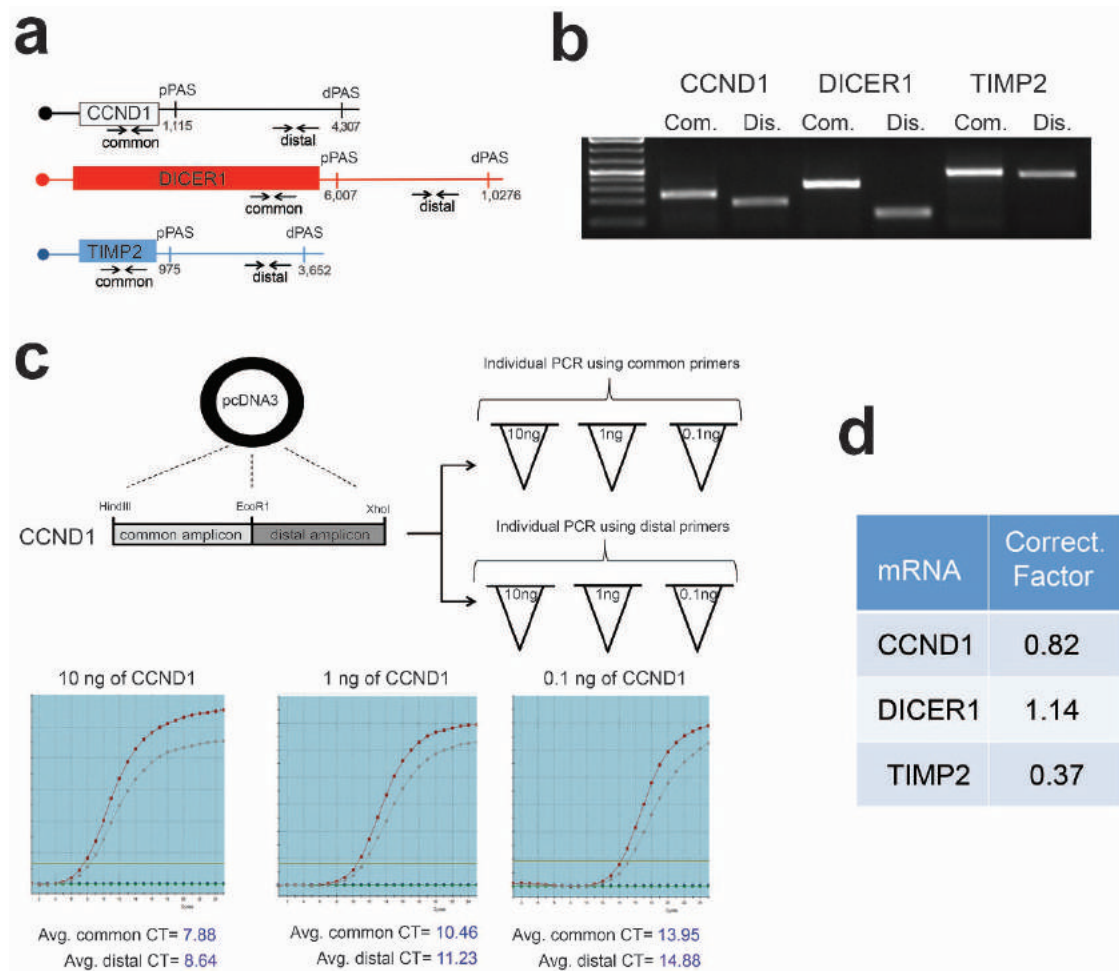 a
pPAS
dPAS
CCND1
1,115
4,307
common
distal
pPAS
dPAS
DICER1
6,007
1,0276
common
distal
pPAS
dPAS
TIMP2
975
3,652
common
distal
b
CCND1 DICER1 TIMP2
Com. Dis. Com. Dis. Com. Dis.
c
pcDNA3
HindIII EcoR1 XhoI
CCND1 common amplicon distal amplicon
Individual PCR using common primers
10ng 1ng 0.1ng
Individual PCR using distal primers
10ng 1ng 0.1ng
10 ng of CCND1
Avg. common CT= 7.88
Avg. distal CT= 8.64
1 ng of CCND1
Avg. common CT= 10.46
Avg. distal CT= 11.23
0.1 ng of CCND1
Avg. common CT= 13.95
Avg. distal CT= 14.88
d
mRNA
Correct.
Factor
CCND1 0.82
DICER1 1.14
TIMP2 0.37